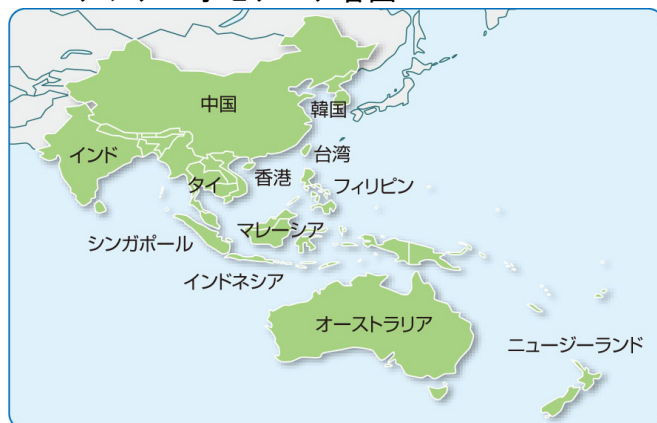 中国
韓国
インド
台湾
タイ
香港
フィリピン
マレーシア
シンガポール
インドネシア
オーストラリア
ニュージーランド